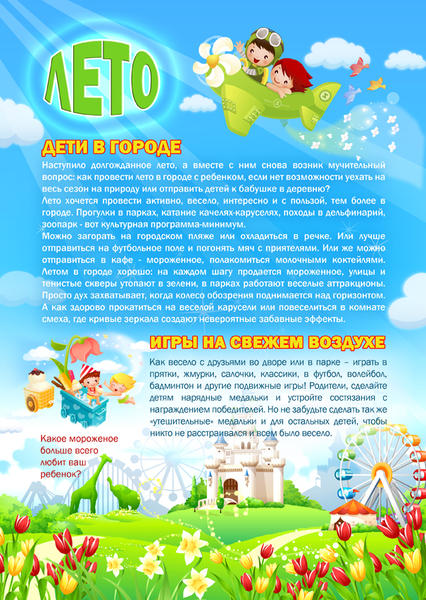 ЛЕТО
ДЕТИ В ГОРОДЕ
Наступило долгожданное лето, а вместе с ним снова возник мучительный
вопрос: как провести лето в городе с ребенком, если нет возможности уехать на
весь сезон на природу или отправить детей к бабушке в деревню?
Лето хочется провести активно, весело, интересно и с пользой, тем более в
городе. Прогулки в парках, катание качелях-каруселях, походы в дельфинарий,
зоопарк - вот культурная программа-минимум.
Можно загорать на городском пляже или охладиться в речке. Или лучше
отправиться на футбольное поле и погонять мяч с приятелями. Или же можно
отправиться в кафе - мороженное, полакомиться молочными коктейлями.
Летом в городе хорошо: на каждом шагу продается мороженное, улицы и
тенистые скверы утопают в зелени, в парках работают веселые аттракционы.
Просто дух захватывает, когда колесо обозрения поднимается над горизонтом.
А как здорово прокатиться на веселой карусели или повеселиться в комнате
смеха, где кривые зеркала создают невероятные забавные эффекты.
ИГРЫ НА СВЕЖЕМ ВОЗДУХЕ
Как весело с друзьями во дворе или в парке – играть в
прятки, жмурки, салочки, классики, в футбол, волейбол,
бадминтон и другие подвижные игры! Родители, сделайте
детям нарядные медальки и устройте состязания с
награждением победителей. Но не забудьте сделать так же
«утешительные» медальки и для остальных детей, чтобы
никто не расстраивался и всем было весело.
Какое мороженое
больше всего
любит ваш
ребенок?